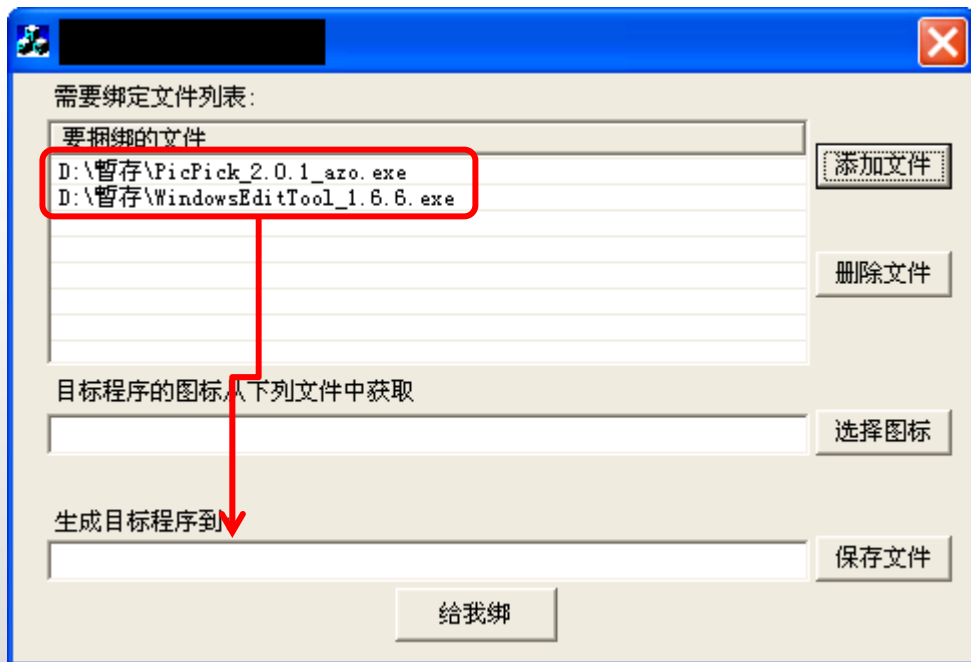 需要绑定文件列表:
要捆绑的文件
D:\暫存\PicPick_2.0.1_azo.exe
D:\暫存\WindowsEditTool_1.6.6.exe
添加文件
删除文件
目标程序的图标从下列文件中获取
选择图标
生成目标程序到
保存文件
给我绑